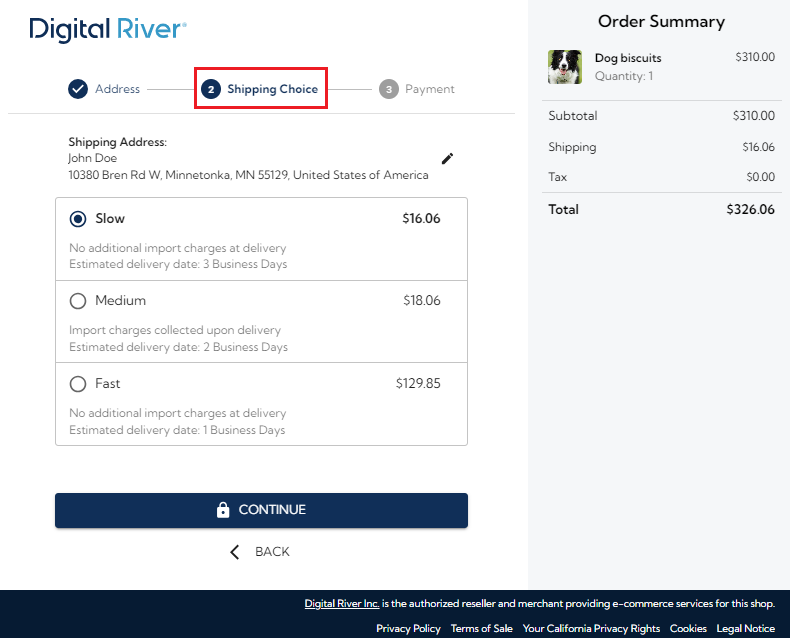 Digital River®
Address
2 Shipping Choice
3 Payment
Shipping Address:
John Doe
10380 Bren Rd W, Minnetonka, MN 55129, United States of America
Slow $16.06
No additional import charges at delivery
Estimated delivery date: 3 Business Days
Medium $18.06
Import charges collected upon delivery
Estimated delivery date: 2 Business Days
Fast $129.85
No additional import charges at delivery
Estimated delivery date: 1 Business Days
CONTINUE
BACK
Order Summary
Dog biscuits $310.00
Quantity: 1
Subtotal $310.00
Shipping $16.06
Tax $0.00
Total $326.06
Digital River Inc. is the authorized reseller and merchant providing e-commerce services for this shop.
Privacy Policy Terms of Sale Your California Privacy Rights Cookies Legal Notice